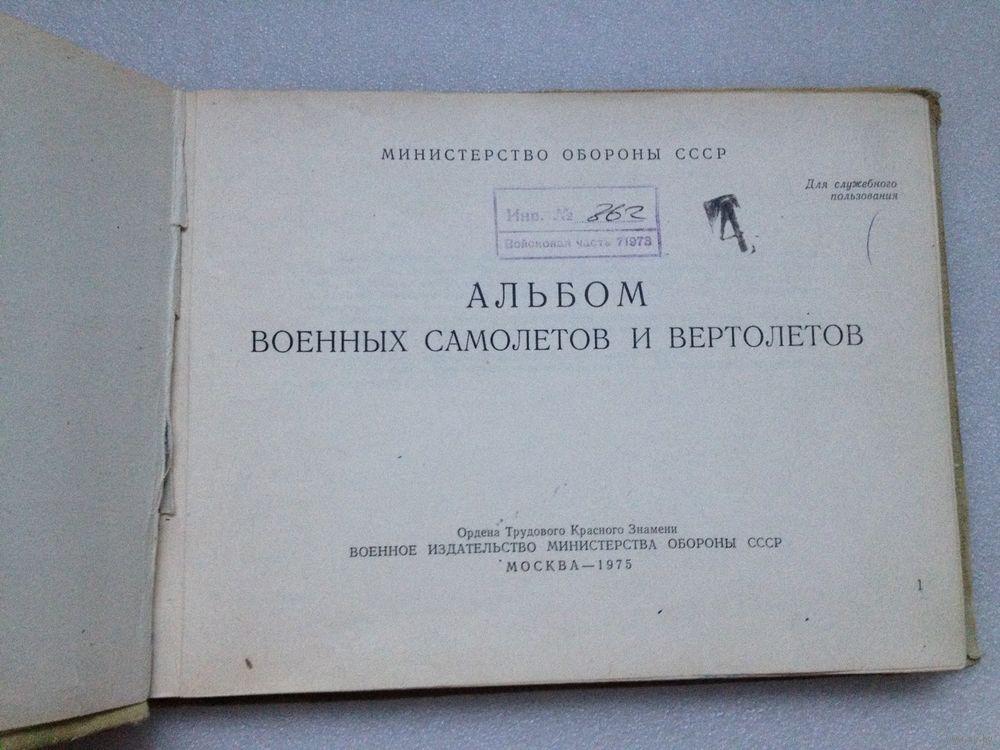 МИНИСТЕРСТВО ОБОРОНЫ СССР
Для служебного
пользования
Инв. № 862
Войсковая часть 71973
АЛЬБОМ
ВОЕННЫХ САМОЛЕТОВ И ВЕРТОЛЕТОВ
Ордена Трудового Красного Знамени
ВОЕННОЕ ИЗДАТЕЛЬСТВО МИНИСТЕРСТВА ОБОРОНЫ СССР
МОСКВА—1975
1